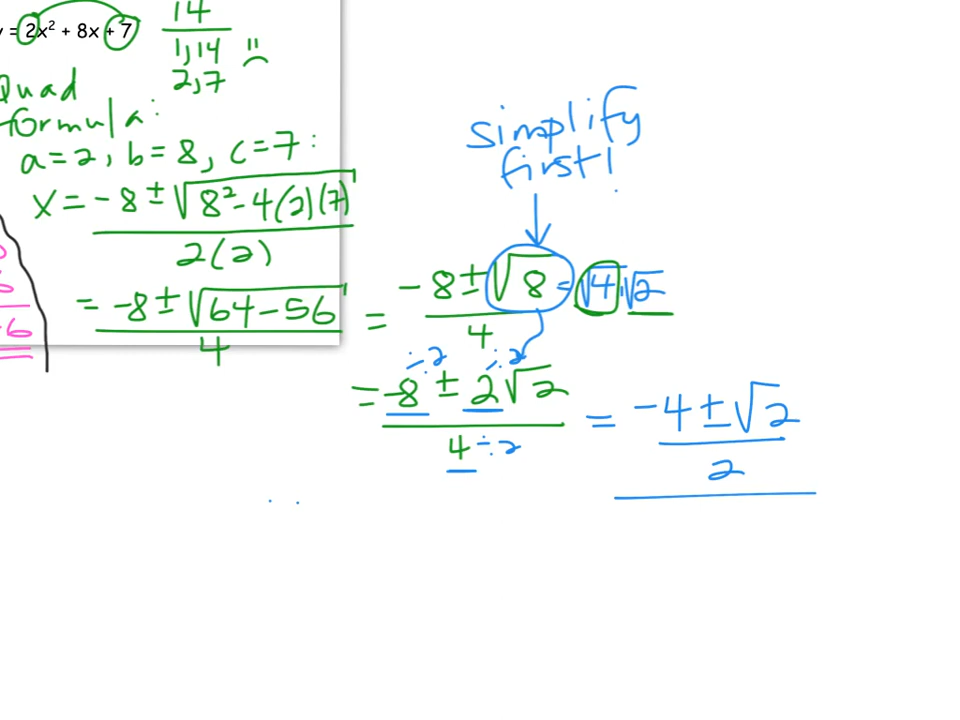 y = 2x² + 8x + 7
14
1,14
2,7
Quad
formula:
a=2, b=8, c=7:
x = -8 ± √8² - 4(2)(7)
2(2)
= -8 ± √64-56
4
simplify
first!
= -8 ± √8 = √4·√2
4
÷2 ÷2
= -8 ± 2√2
4 ÷2
= -4 ± √2
2
-6